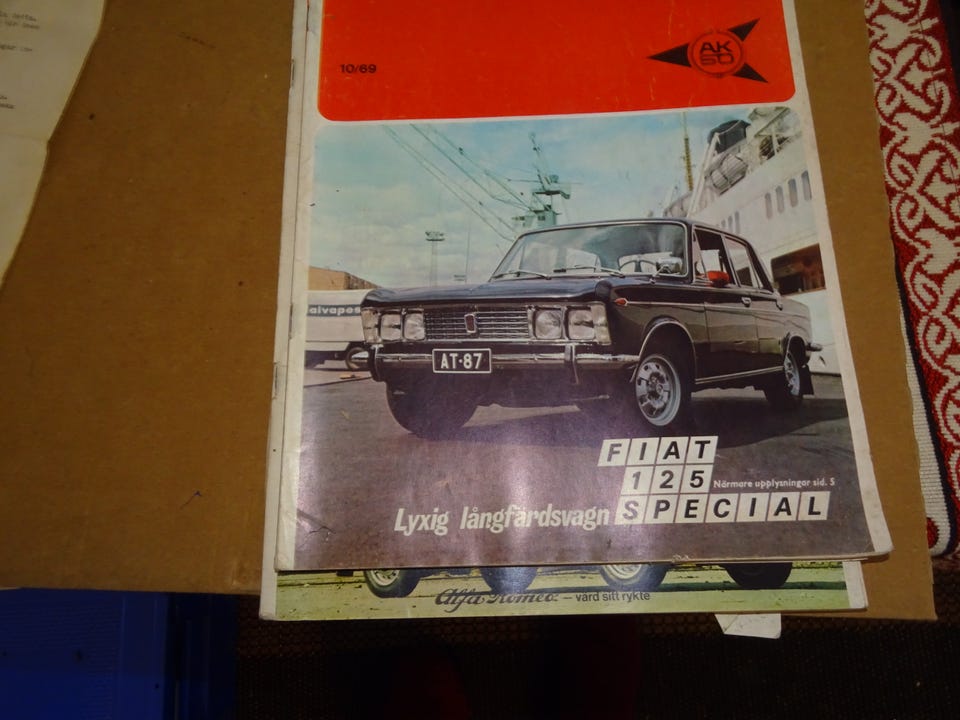 10/69
AK
50
alvapes
AT-87
FIAT
125
Närmare upplysningar sid. 5
Lyxig långfärdsvagn SPECIAL
Alfa Romeo — värd sitt rykte